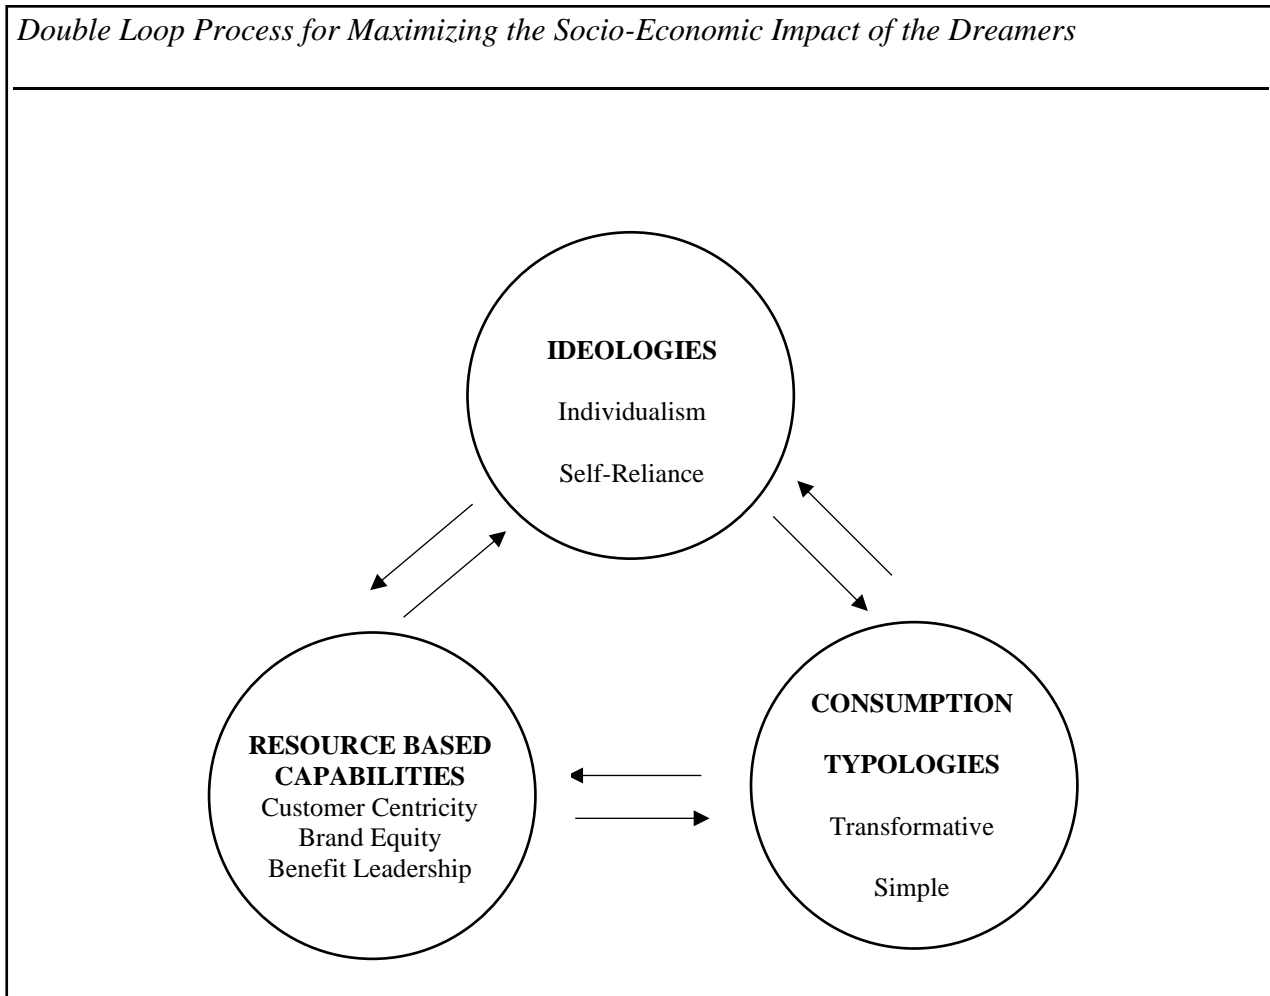 Double Loop Process for Maximizing the Socio-Economic Impact of the Dreamers
IDEOLOGIES
Individualism
Self-Reliance
RESOURCE BASED
CAPABILITIES
Customer Centricity
Brand Equity
Benefit Leadership
CONSUMPTION
TYPOLOGIES
Transformative
Simple